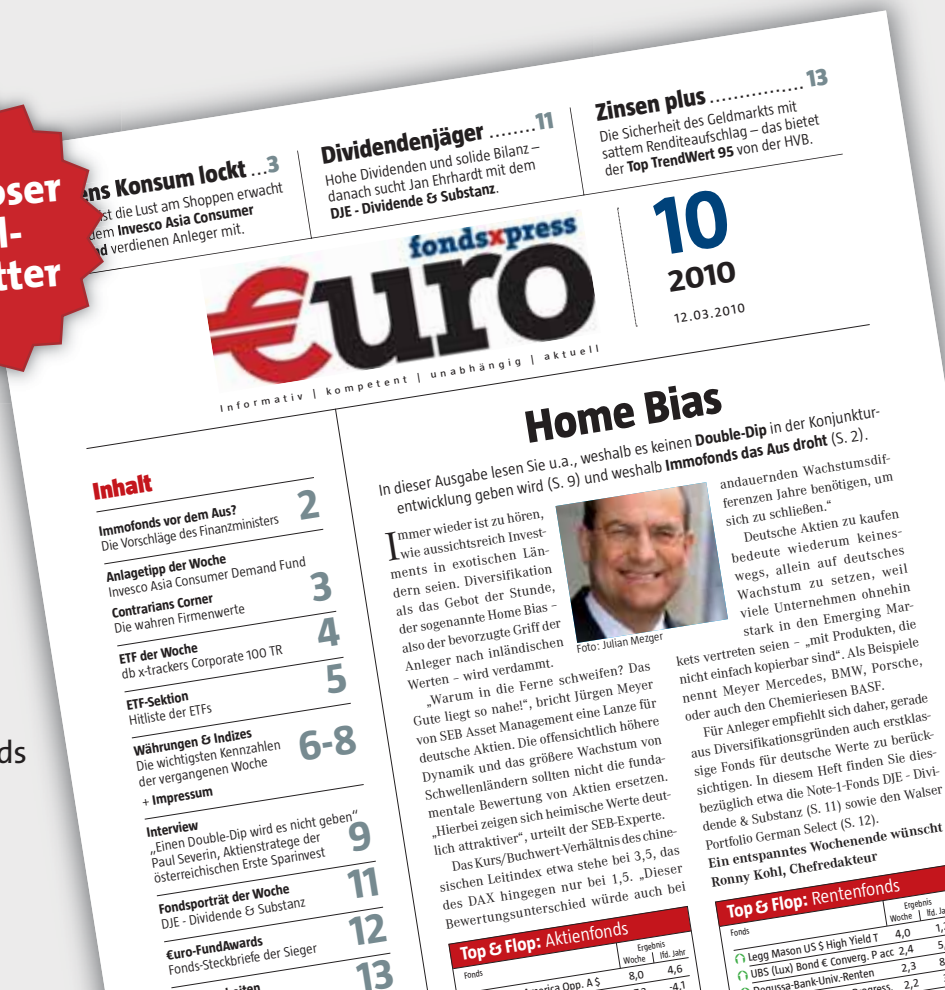 ens Konsum lockt ...3
ist die Lust am Shoppen erwacht
dem Invesco Asia Consumer
nd verdienen Anleger mit.
Dividendenjäger ........11
Hohe Dividenden und solide Bilanz –
danach sucht Jan Ehrhardt mit dem
DJE - Dividende & Substanz.
Zinsen plus ................13
Die Sicherheit des Geldmarkts mit
sattem Renditeaufschlag – das bietet
der Top TrendWert 95 von der HVB.
oser
l-
tter
fondsxpress
€uro
Informativ | kompetent | unabhängig | aktuell
10
2010
12.03.2010
ds
Inhalt
Immofonds vor dem Aus?
Die Vorschläge des Finanzministers 2
Anlagetipp der Woche
Invesco Asia Consumer Demand Fund
Contrarians Corner
Die wahren Firmenwerte 3
ETF der Woche
db x-trackers Corporate 100 TR 4
ETF-Sektion
Hitliste der ETFs 5
Währungen & Indizes
Die wichtigsten Kennzahlen
der vergangenen Woche 6-8
+ Impressum
Interview
„Einen Double-Dip wird es nicht geben“
Paul Severin, Aktienstratege der
österreichischen Erste Sparinvest 9
Fondsporträt der Woche
DJE - Dividende & Substanz 11
€uro-FundAwards
Fonds-Steckbriefe der Sieger 12
eiten 13
Home Bias
In dieser Ausgabe lesen Sie u.a., weshalb es keinen Double-Dip in der Konjunktur-
entwicklung geben wird (S. 9) und weshalb Immofonds das Aus droht (S. 2).
Immer wieder ist zu hören,
wie aussichtsreich Invest-
ments in exotischen Län-
dern seien. Diversifikation
als das Gebot der Stunde,
der sogenannte Home Bias –
also der bevorzugte Griff der
Anleger nach inländischen
Werten – wird verdammt.
„Warum in die Ferne schweifen? Das
Gute liegt so nahe!“, bricht Jürgen Meyer
von SEB Asset Management eine Lanze für
deutsche Aktien. Die offensichtlich höhere
Dynamik und das größere Wachstum von
Schwellenländern sollten nicht die funda-
mentale Bewertung von Aktien ersetzen.
„Hierbei zeigen sich heimische Werte deut-
lich attraktiver“, urteilt der SEB-Experte.
Das Kurs/Buchwert-Verhältnis des chine-
sischen Leitindex etwa stehe bei 3,5, das
des DAX hingegen nur bei 1,5. „Dieser
Bewertungsunterschied würde auch bei
Foto: Julian Mezger
andauernden Wachstumsdif-
ferenzen Jahre benötigen, um
sich zu schließen.“
Deutsche Aktien zu kaufen
bedeute wiederum keines-
wegs, allein auf deutsches
Wachstum zu setzen, weil
viele Unternehmen ohnehin
stark in den Emerging Mar-
kets vertreten seien – „mit Produkten, die
nicht einfach kopierbar sind“. Als Beispiele
nennt Meyer Mercedes, BMW, Porsche,
oder auch den Chemieriesen BASF.
Für Anleger empfiehlt sich daher, gerade
aus Diversifikationsgründen auch erstklas-
sige Fonds für deutsche Werte zu berück-
sichtigen. In diesem Heft finden Sie dies-
bezüglich etwa die Note-1-Fonds DJE - Divi-
dende & Substanz (S. 11) sowie den Walser
Portfolio German Select (S. 12).
Ein entspanntes Wochenende wünscht
Ronny Kohl, Chefredakteur
Top & Flop: Aktienfonds
Fonds Ergebnis
Woche | lfd. Jahr
erica Opp. A $ 8,0 4,6
-4,1
Top & Flop: Rentenfonds
Fonds Ergebnis
Woche | lfd. Ja
Legg Mason US $ High Yield T 4,0 1,
UBS (Lux) Bond € Converg. P acc 2,4 5,
Degussa-Bank-Univ.-Renten 2,3 8
2,2